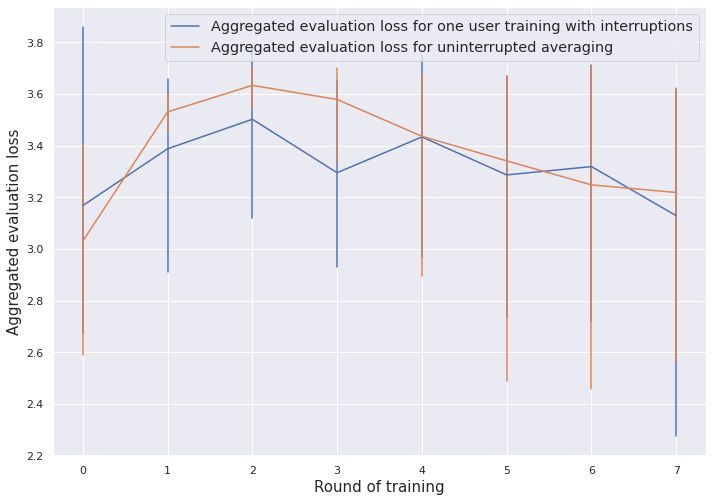 Aggregated evaluation loss for one user training with interruptions
Aggregated evaluation loss for uninterrupted averaging
Aggregated evaluation loss
3.8
3.6
3.4
3.2
3.0
2.8
2.6
2.4
2.2
0 1 2 3 4 5 6 7
Round of training